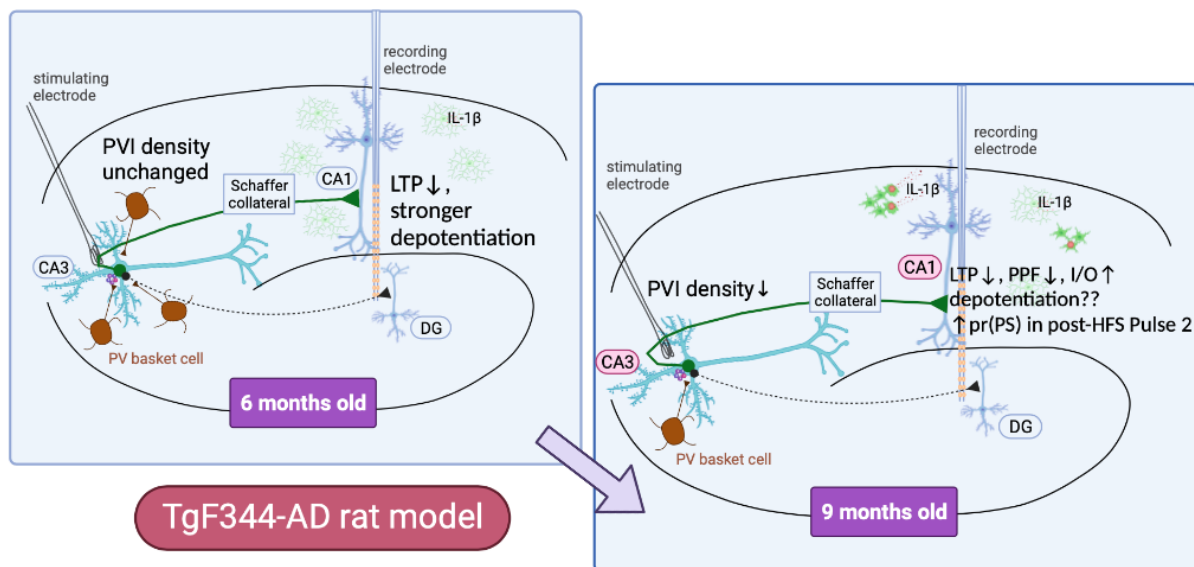 stimulating
electrode
recording
electrode
IL-1β
PVI density
unchanged
Schaffer
collateral
CA1
LTP↓,
stronger
depotentiation
CA3
DG
PV basket cell
6 months old
TgF344-AD rat model
stimulating
electrode
recording
electrode
IL-1β
IL-1β
CA1
PVI density↓
Schaffer
collateral
LTP↓, PPF↓, I/O↑
depotentiation??
↑pr(PS) in post-HFS Pulse 2
CA3
DG
PV basket cell
9 months old